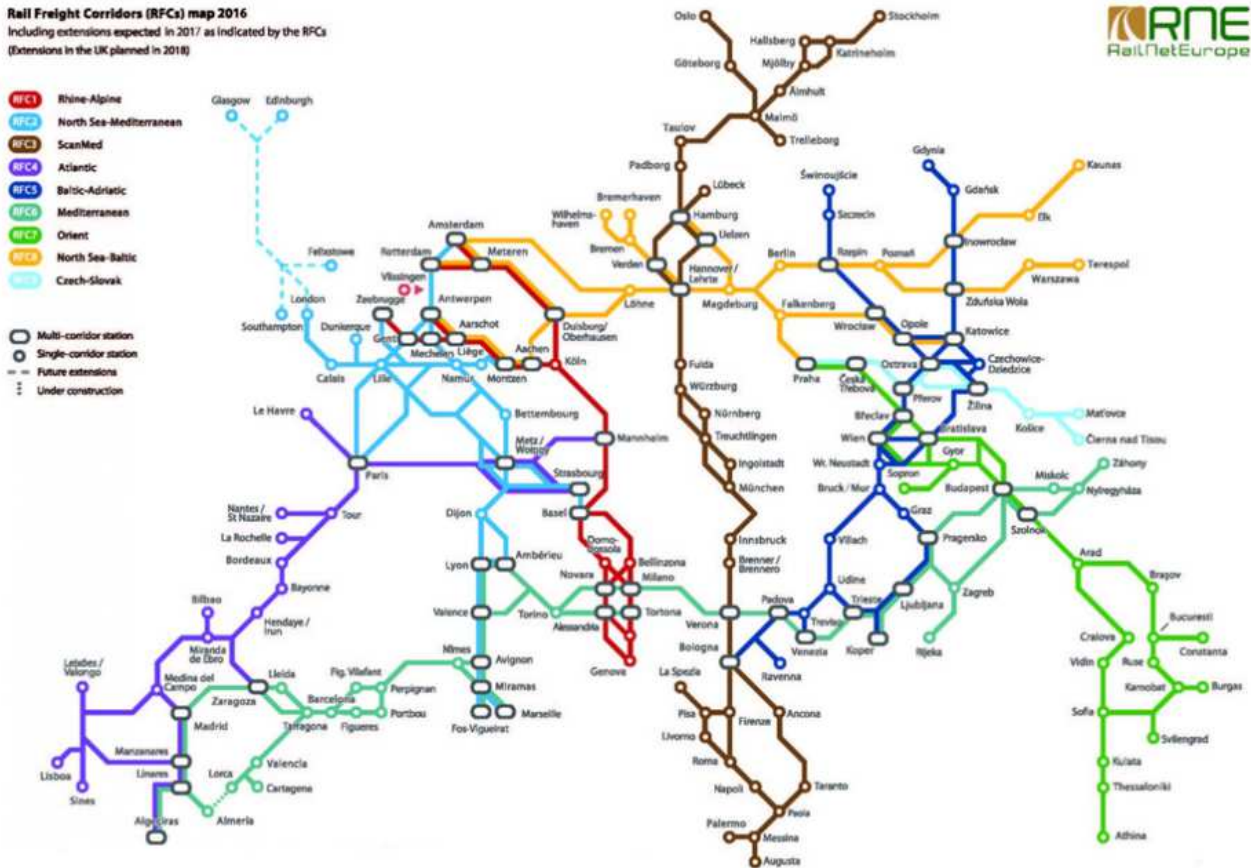 Rail Freight Corridors (RFCs) map 2016
Including extensions expected in 2017 as indicated by the RFCs
(Extensions in the UK planned in 2018)
RNE
RailNetEurope
RFC1 Rhine-Alpine
RFC2 North Sea-Mediterranean
RFC3 ScanMed
RFC4 Atlantic
RFC5 Baltic-Adriatic
RFC6 Mediterranean
RFC7 Orient
RFC8 North Sea-Baltic
Czech-Slovak
Multi-corridor station
Single-corridor station
Future extensions
Under construction
Oslo
Stockholm
Hallsberg
Katrineholm
Göteborg
Mjölby
Älmhult
Malmö
Trelleborg
Taulov
Padborg
Lübeck
Glasgow
Edinburgh
Gdynia
Kaunas
Świnoujście
Gdańsk
Bremerhaven
Wilhelms-
haven
Hamburg
Szczecin
Ełk
Amsterdam
Bremen
Uelzen
Inowrocław
Felixstowe
Rotterdam
Meteren
Verden
Hannover/
Lehrte
Berlin
Rzepin
Poznań
Warszawa
Terespol
Vlissingen
London
Zeebrugge
Antwerpen
Löhne
Magdeburg
Falkenberg
Zduńska Wola
Southampton
Dunkerque
Gent
Aarschot
Duisburg/
Oberhausen
Wrocław
Opole
Katowice
Mechelen
Liège
Aachen
Calais
Lille
Namur
Montzen
Köln
Fulda
Praha
Česká
Třebová
Ostrava
Czechowice-
Dziedzice
Würzburg
Přerov
Žilina
Le Havre
Bettembourg
Nürnberg
Břeclav
Košice
Maťovce
Metz/
Woippy
Mannheim
Treuchtlingen
Wien
Bratislava
Čierna nad Tisou
Paris
Strasbourg
Ingolstadt
Wr. Neustadt
Sopron
Gyor
Miskolc
Záhony
München
Bruck/Mur
Budapest
Nyíregyháza
Nantes/
St Nazaire
Tour
Dijon
Basel
Graz
Szolnok
La Rochelle
Innsbruck
Villach
Pragersko
Bordeaux
Lyon
Ambérieu
Domo-
dossola
Bellinzona
Brenner/
Brennero
Arad
Bayonne
Novara
Milano
Udine
Trieste
Ljubljana
Zagreb
Braşov
Bilbao
Valence
Torino
Alessandria
Tortona
Verona
Padova
Treviso
Bucuresti
Hendaye/
Irun
Miranda
de Ebro
Nîmes
Avignon
Genova
Bologna
Venezia
Koper
Rijeka
Craiova
Constanta
Leixões/
Valongo
Medina del
Campo
Lleida
Fig. Vilafant
Perpignan
Miramas
La Spezia
Ravenna
Vidin
Ruse
Zaragoza
Barcelona
Karnobat
Burgas
Madrid
Tarragona
Figueres
Portbou
Fos-Vigueirat
Marseille
Pisa
Firenze
Ancona
Sofia
Manzanares
Valencia
Livorno
Svilengrad
Lisboa
Linares
Lorca
Cartagena
Roma
Kulata
Sines
Napoli
Taranto
Thessaloniki
Algeciras
Almería
Palermo
Paola
Messina
Athina
Augusta